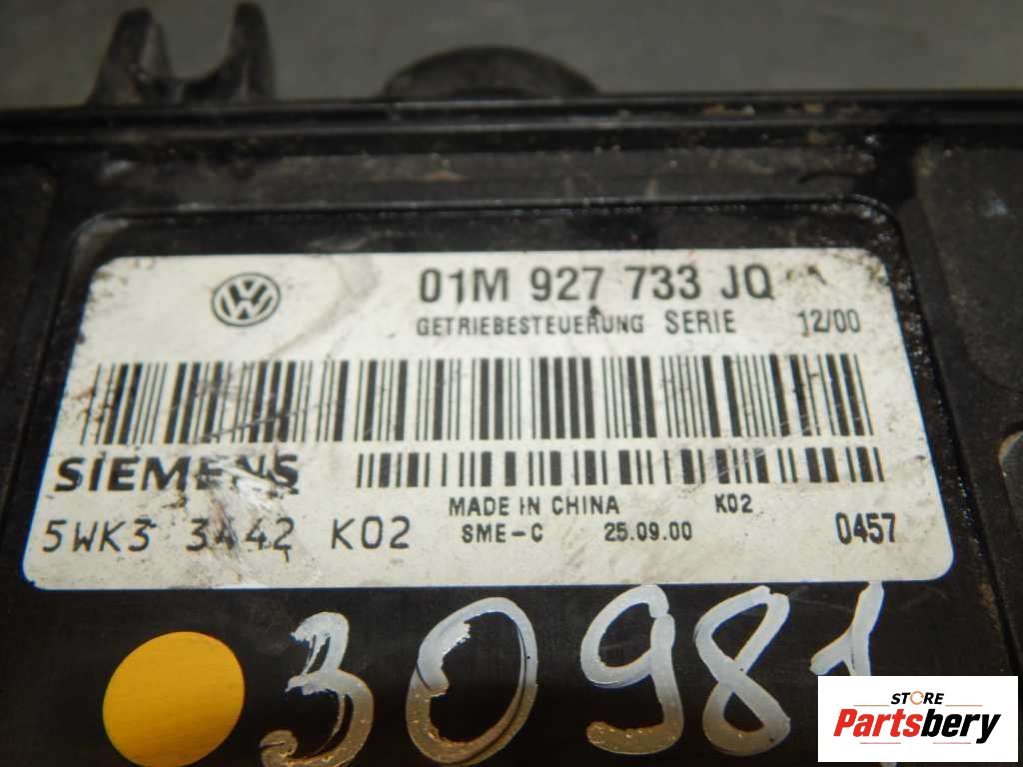 01M 927 733 JQ
GETRIEBESTEUERUNG SERIE 12/00
SIEMENS
MADE IN CHINA K02
5WK3 3442 K02 SME-C 25.09.00 0457
30981
STORE
Partsbery